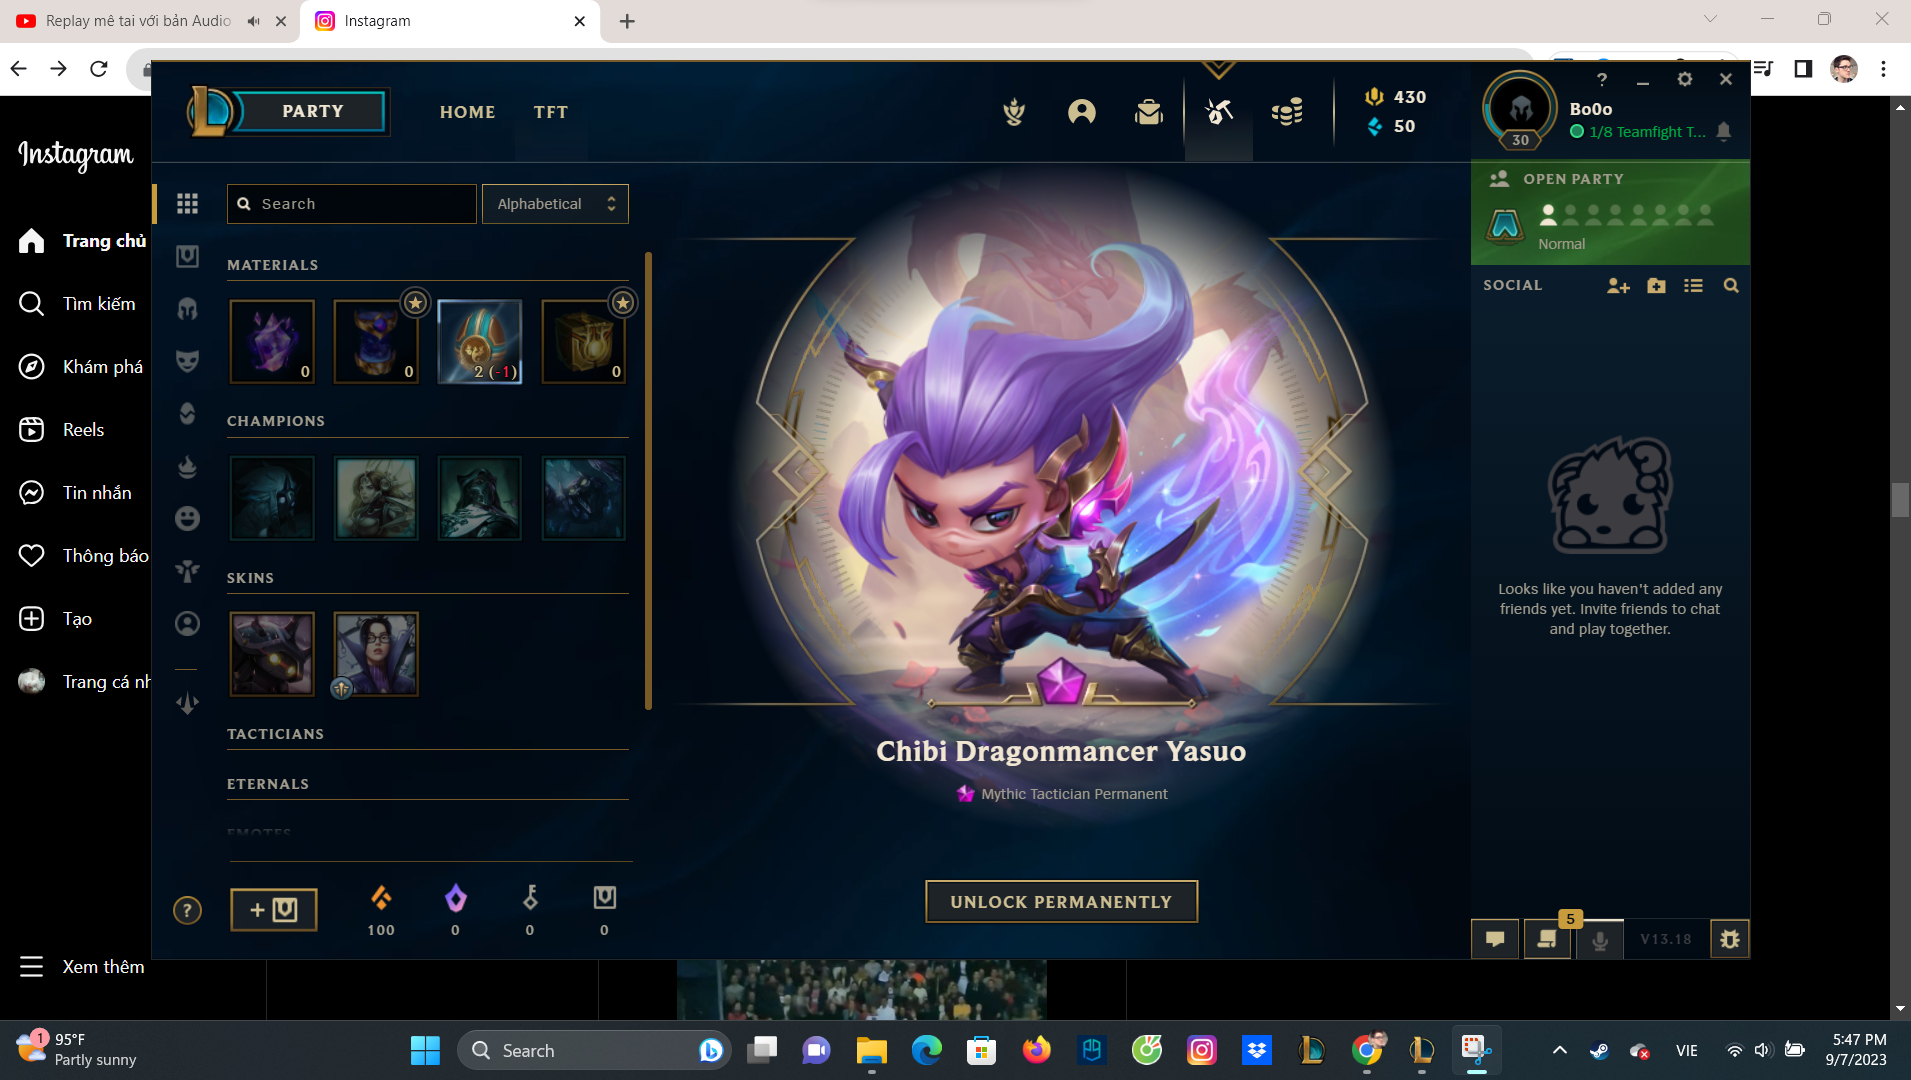 Replay mê tai với bản Audio
Instagram
Instagram
Trang chủ
Tìm kiếm
Khám phá
Reels
Tin nhắn
Thông báo
Tạo
Trang cá nh
Xem thêm
PARTY
HOME
TFT
430
50
30
Bo0o
1/8 Teamfight T...
OPEN PARTY
Normal
SOCIAL
Looks like you haven't added any
friends yet. Invite friends to chat
and play together.
Search
Alphabetical
MATERIALS
0
0
2 (-1)
0
CHAMPIONS
SKINS
TACTICIANS
ETERNALS
EMOTES
?
+
100
0
0
0
Chibi Dragonmancer Yasuo
Mythic Tactician Permanent
UNLOCK PERMANENTLY
5
V13.18
1
95°F
Partly sunny
Search
VIE
5:47 PM
9/7/2023